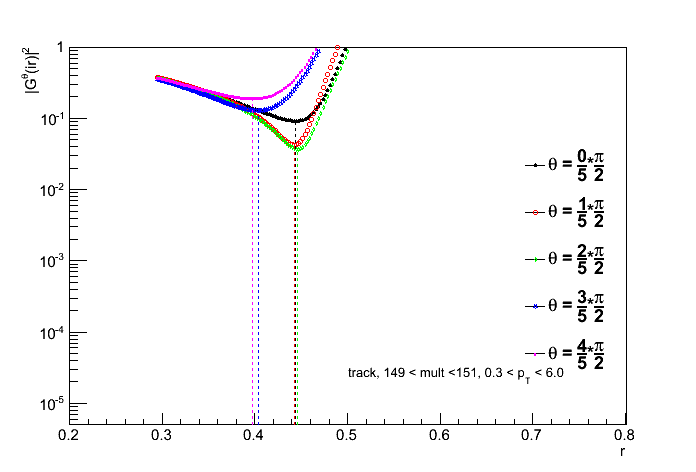 |G^θ(ir)|²
1
10⁻¹
10⁻²
10⁻³
10⁻⁴
10⁻⁵
θ = 0/5*π/2
θ = 1/5*π/2
θ = 2/5*π/2
θ = 3/5*π/2
θ = 4/5*π/2
track, 149 < mult <151, 0.3 < p_T < 6.0
0.2 0.3 0.4 0.5 0.6 0.7 0.8
r